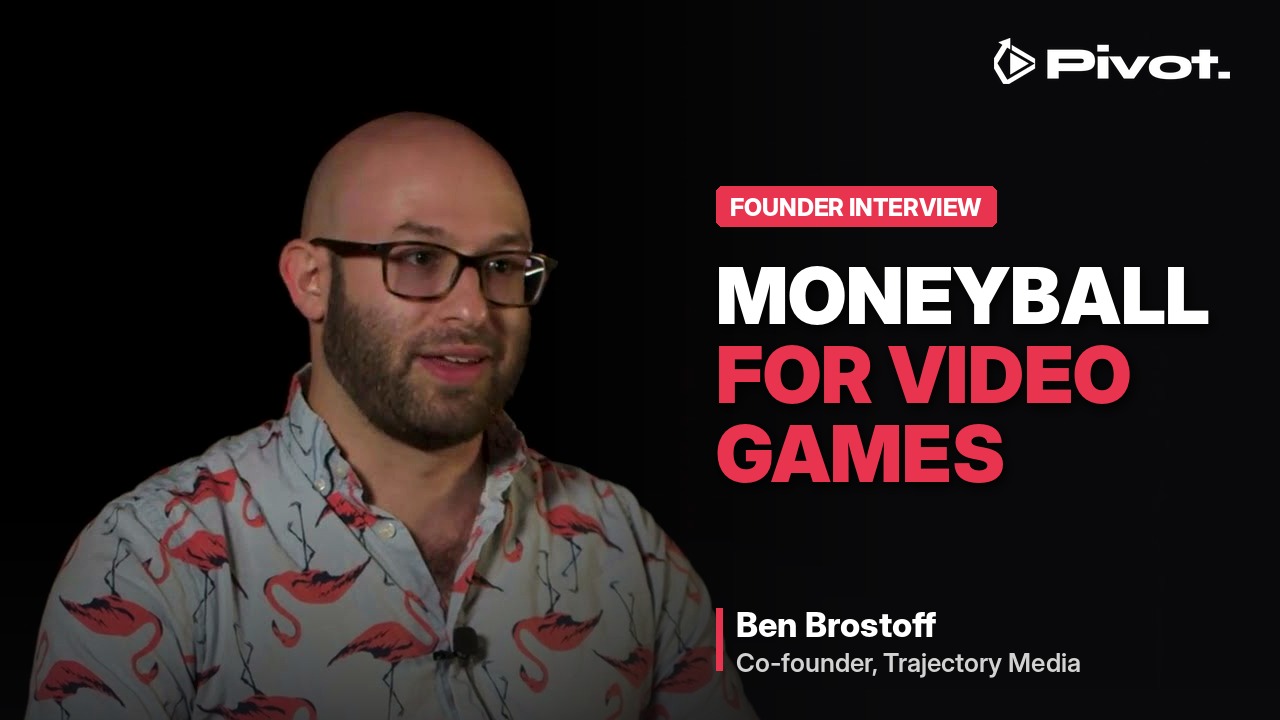 Pivot.
FOUNDER INTERVIEW
MONEYBALL
FOR VIDEO
GAMES
Ben Brostoff
Co-founder, Trajectory Media